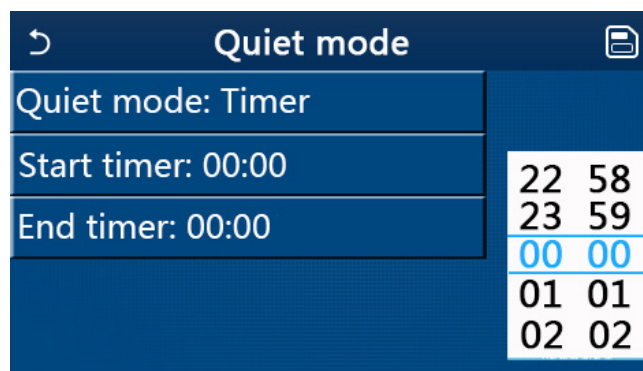 Quiet mode
Quiet mode: Timer
Start timer: 00:00
End timer: 00:00
22 58
23 59
00 00
01 01
02 02